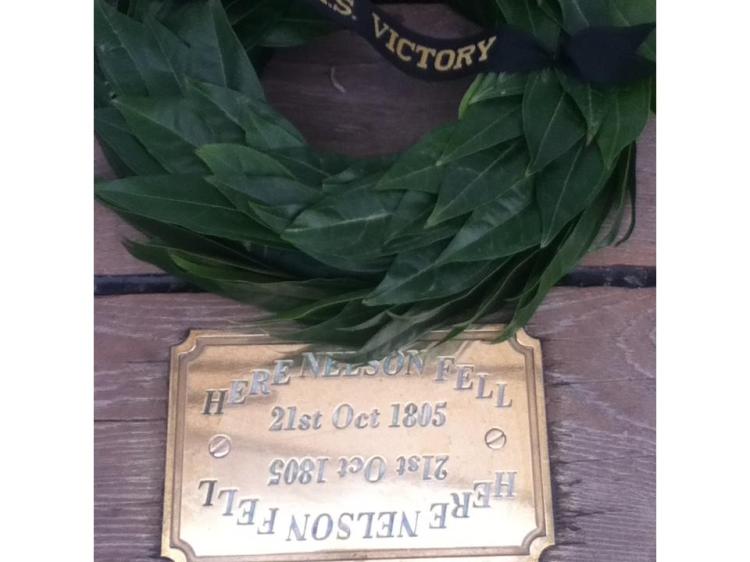 .S. VICTORY
HERE NELSON FELL
21st Oct 1805
21st Oct 1805
HERE NELSON FELL